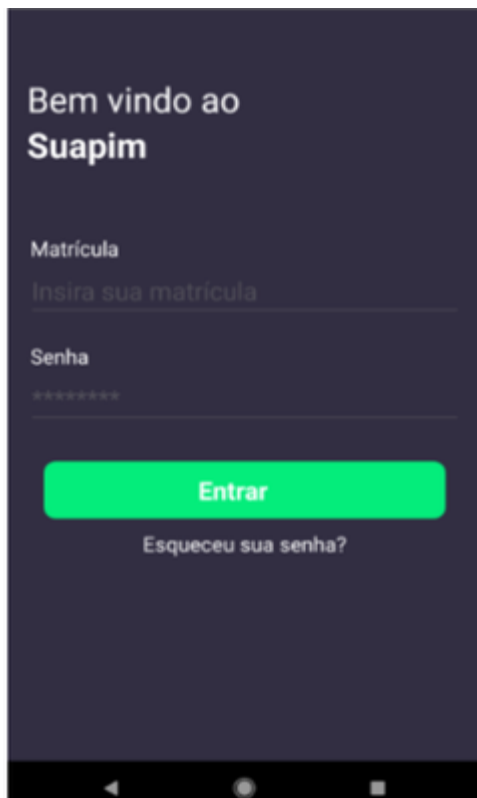 Bem vindo ao
Suapim
Matrícula
Insira sua matrícula
Senha
********
Entrar
Esqueceu sua senha?